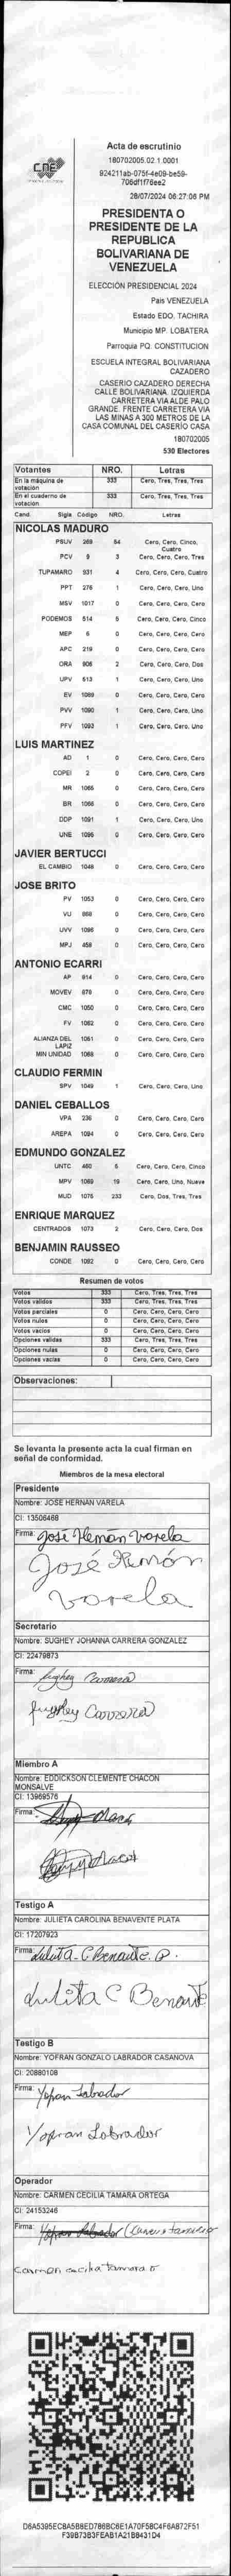 CNE
Acta de escrutinio
180702005.02.1.0001
924211ab-075f-4e09-be59-
706df1f76ee2
28/07/2024 06:27:06 PM
PRESIDENTA O
PRESIDENTE DE LA
REPUBLICA
BOLIVARIANA DE
VENEZUELA
ELECCIÓN PRESIDENCIAL 2024
País VENEZUELA
Estado EDO. TACHIRA
Municipio MP. LOBATERA
Parroquia PQ. CONSTITUCION
ESCUELA INTEGRAL BOLIVARIANA
CAZADERO
CASERIO CAZADERO DERECHA
CALLE BOLIVARIANA. IZQUIERDA
CARRETERA VIA ALDE PALO
GRANDE. FRENTE CARRETERA VIA
LAS MINAS A 300 METROS DE LA
CASA COMUNAL DEL CASERIO CASA
180702005
530 Electores
Votantes NRO. Letras
En la máquina de votación 333 Cero, Tres, Tres, Tres
En el cuaderno de votación 333 Cero, Tres, Tres, Tres
Cand. Sigla Código NRO. Letras
NICOLAS MADURO
PSUV 268 54 Cero, Cero, Cinco, Cuatro
PCV 9 3 Cero, Cero, Cero, Tres
TUPAMARO 931 4 Cero, Cero, Cero, Cuatro
PPT 276 1 Cero, Cero, Cero, Uno
MSV 1017 0 Cero, Cero, Cero, Cero
PODEMOS 514 5 Cero, Cero, Cero, Cinco
MEP 6 0 Cero, Cero, Cero, Cero
APC 219 0 Cero, Cero, Cero, Cero
ORA 906 2 Cero, Cero, Cero, Dos
UPV 513 1 Cero, Cero, Cero, Uno
EV 1089 0 Cero, Cero, Cero, Cero
PVV 1090 1 Cero, Cero, Cero, Uno
PFV 1093 1 Cero, Cero, Cero, Uno
LUIS MARTINEZ
AD 1 0 Cero, Cero, Cero, Cero
COPEI 2 0 Cero, Cero, Cero, Cero
MR 1065 0 Cero, Cero, Cero, Cero
BR 1066 0 Cero, Cero, Cero, Cero
DDP 1091 1 Cero, Cero, Cero, Uno
UNE 1095 0 Cero, Cero, Cero, Cero
JAVIER BERTUCCI
EL CAMBIO 1048 0 Cero, Cero, Cero, Cero
JOSE BRITO
PV 1053 0 Cero, Cero, Cero, Cero
VU 868 0 Cero, Cero, Cero, Cero
UVV 1096 0 Cero, Cero, Cero, Cero
MPJ 458 0 Cero, Cero, Cero, Cero
ANTONIO ECARRI
AP 914 0 Cero, Cero, Cero, Cero
MOVEV 879 0 Cero, Cero, Cero, Cero
CMC 1050 0 Cero, Cero, Cero, Cero
FV 1062 0 Cero, Cero, Cero, Cero
ALIANZA DEL LAPIZ 1061 0 Cero, Cero, Cero, Cero
MIN UNIDAD 1068 0 Cero, Cero, Cero, Cero
CLAUDIO FERMIN
SPV 1049 1 Cero, Cero, Cero, Uno
DANIEL CEBALLOS
VPA 236 0 Cero, Cero, Cero, Cero
AREPA 1094 0 Cero, Cero, Cero, Cero
EDMUNDO GONZALEZ
UNTC 460 5 Cero, Cero, Cero, Cinco
MPV 1069 19 Cero, Cero, Uno, Nueve
MUD 1075 233 Cero, Dos, Tres, Tres
ENRIQUE MARQUEZ
CENTRADOS 1073 2 Cero, Cero, Cero, Dos
BENJAMIN RAUSSEO
CONDE 1092 0 Cero, Cero, Cero, Cero
Resumen de votos
Votos 333 Cero, Tres, Tres, Tres
Votos validos 333 Cero, Tres, Tres, Tres
Votos parciales 0 Cero, Cero, Cero, Cero
Votos nulos 0 Cero, Cero, Cero, Cero
Votos vacios 0 Cero, Cero, Cero, Cero
Opciones validas 333 Cero, Tres, Tres, Tres
Opciones nulas 0 Cero, Cero, Cero, Cero
Opciones vacias 0 Cero, Cero, Cero, Cero
Observaciones:
Se levanta la presente acta la cual firman en
señal de conformidad.
Miembros de la mesa electoral
Presidente
Nombre: JOSE HERNAN VARELA
CI: 13506468
Firma: José Hernán Varela
José Hernán
Varela
Secretario
Nombre: SUGHEY JOHANNA CARRERA GONZALEZ
CI: 22479873
Firma: Sughey Carrera
Sughey Carrera
Miembro A
Nombre: EDDICKSON CLEMENTE CHACON
MONSALVE
CI: 13969576
Firma:
Testigo A
Nombre: JULIETA CAROLINA BENAVENTE PLATA
CI: 17207923
Firma: Julieta C Benavente. P.
Julieta C Benavente
Testigo B
Nombre: YOFRAN GONZALO LABRADOR CASANOVA
CI: 20880108
Firma: Yofran Labrador
Yofran Labrador
Operador
Nombre: CARMEN CECILIA TAMARA ORTEGA
CI: 24153246
Firma: Yofran Labrador
Carmen cecilia tamara o
D6A5395EC8A5B8ED786BC6E1A70F58C4F6A872F51
F39B73B3FEAB1A21B8431D4